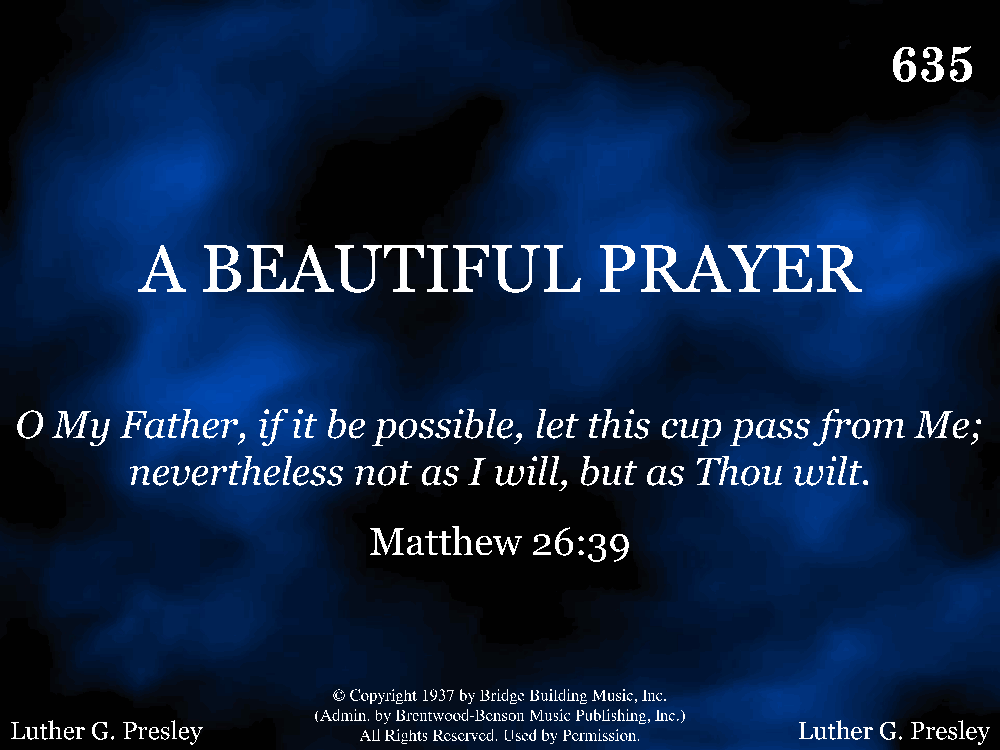 635
A BEAUTIFUL PRAYER
O My Father, if it be possible, let this cup pass from Me;
nevertheless not as I will, but as Thou wilt.
Matthew 26:39
© Copyright 1937 by Bridge Building Music, Inc.
(Admin. by Brentwood-Benson Music Publishing, Inc.)
All Rights Reserved. Used by Permission.
Luther G. Presley
Luther G. Presley